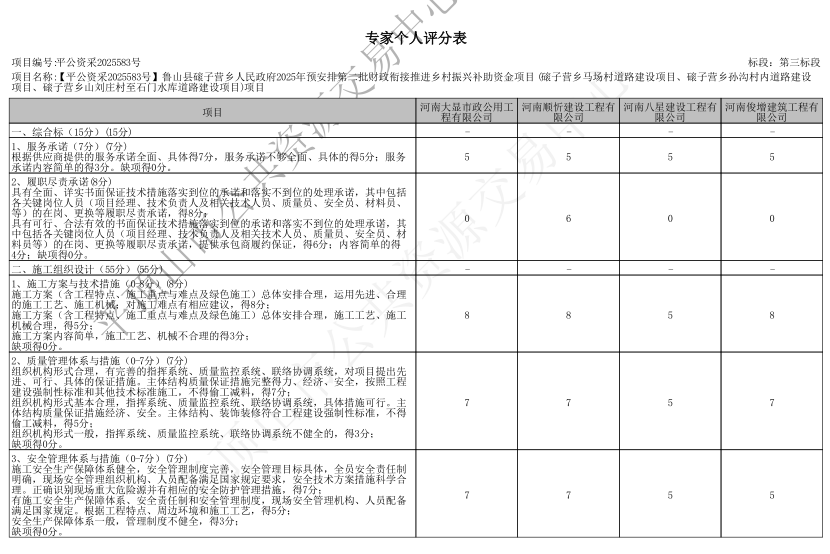 专家个人评分表
项目编号:平公资采2025583号
标段: 第三标段
项目名称:【平公资采2025583号】鲁山县磙子营乡人民政府2025年预安排第二批财政衔接推进乡村振兴补助资金项目(磙子营乡马场村道路建设项目、磙子营乡孙沟村内道路建设
项目、磙子营乡山刘庄村至石门水库道路建设项目)项目
项目
河南大显市政公用工
程有限公司
河南顺忻建设工程有
限公司
河南八星建设工程有
限公司
河南俊增建筑工程有
限公司
一、综合标（15分）(15分)
–
–
–
–
1、服务承诺（7分）(7分)
根据供应商提供的服务承诺全面、具体得7分，服务承诺不够全面、具体的得5分；服务
承诺内容简单的得3分。缺项得0分。
5
5
5
5
2、履职尽责承诺(8分)
具有全面、详实书面保证技术措施落实到位的承诺和落实不到位的处理承诺，其中包括
各关键岗位人员（项目经理、技术负责人及相关技术人员、质量员、安全员、材料员、
等）的在岗、更换等履职尽责承诺，得8分；
具有可行、合法有效的书面保证技术措施落实到位的承诺和落实不到位的处理承诺，其
中包括各关键岗位人员（项目经理、技术负责人及相关技术人员、质量员、安全员、材
料员等）的在岗、更换等履职尽责承诺，提供承包商履约保证，得6分；内容简单的得
4分；缺项得0分。
0
6
0
0
二、施工组织设计（55分）(55分)
–
–
–
–
1、施工方案与技术措施（0-8分）(8分)
施工方案（含工程特点、施工重点与难点及绿色施工）总体安排合理，运用先进、合理
的施工工艺、施工机械；对施工难点有相应建议，得8分；
施工方案（含工程特点、施工重点与难点及绿色施工）总体安排合理，施工工艺、施工
机械合理，得5分；
施工方案内容简单，施工工艺、机械不合理的得3分；
缺项得0分。
8
8
5
8
2、质量管理体系与措施（0-7分）(7分)
组织机构形式合理，有完善的指挥系统、质量监控系统、联络协调系统，对项目提出先
进、可行、具体的保证措施。主体结构质量保证措施完整得力、经济、安全，按照工程
建设强制性标准和其他技术标准施工，不得偷工减料，得7分；
组织机构形式基本合理，指挥系统、质量监控系统、联络协调系统，具体措施可行。主
体结构质量保证措施经济、安全。主体结构、装饰装修符合工程建设强制性标准，不得
偷工减料，得5分；
组织机构形式一般，指挥系统、质量监控系统、联络协调系统不健全的，得3分；
缺项得0分。
7
7
5
7
3、安全管理体系与措施（0-7分）(7分)
施工安全生产保障体系健全，安全管理制度完善，安全管理目标具体，全员安全责任制
明确，现场安全管理组织机构、人员配备满足国家规定要求，安全技术方案措施科学合
理。正确识别现场重大危险源并有相应的安全防护管理措施，得7分；
有施工安全生产保障体系、安全责任制和安全管理制度，现场安全管理机构、人员配备
满足国家规定。根据工程特点、周边环境和施工工艺，得5分；
安全生产保障体系一般，管理制度不健全，得3分；
缺项得0分。
7
7
5
5